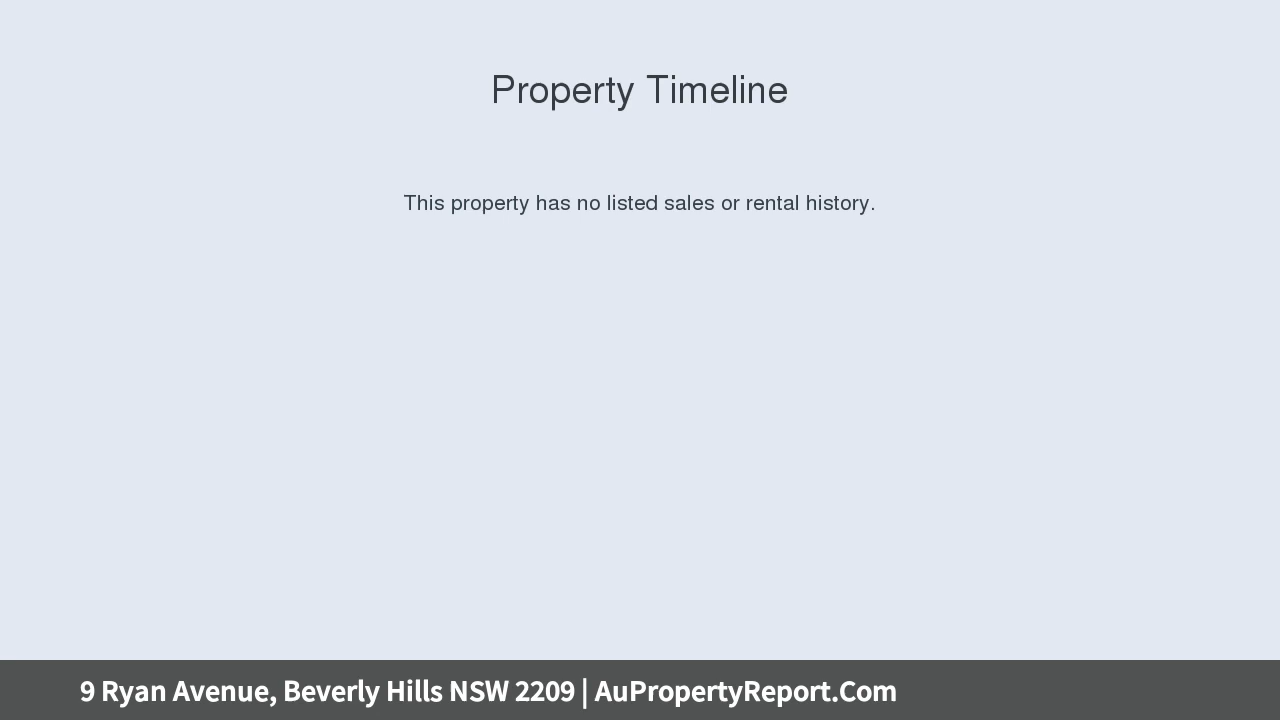 Property Timeline
This property has no listed sales or rental history.
9 Ryan Avenue, Beverly Hills NSW 2209 | AuPropertyReport.Com